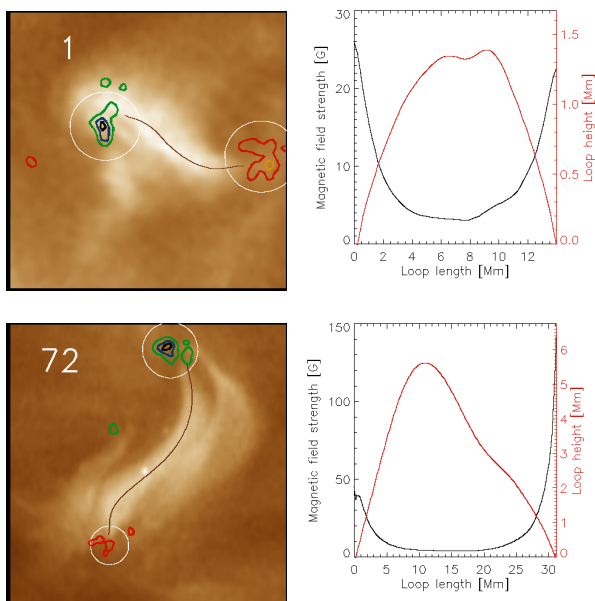 1
Magnetic field strength [G]
30
20
10
0
0 2 4 6 8 10 12
Loop length [Mm]
1.5
1.0
0.5
0.0
Loop height [Mm]
72
Magnetic field strength [G]
150
100
50
0
0 5 10 15 20 25 30
Loop length [Mm]
6
5
4
3
2
1
0
Loop height [Mm]